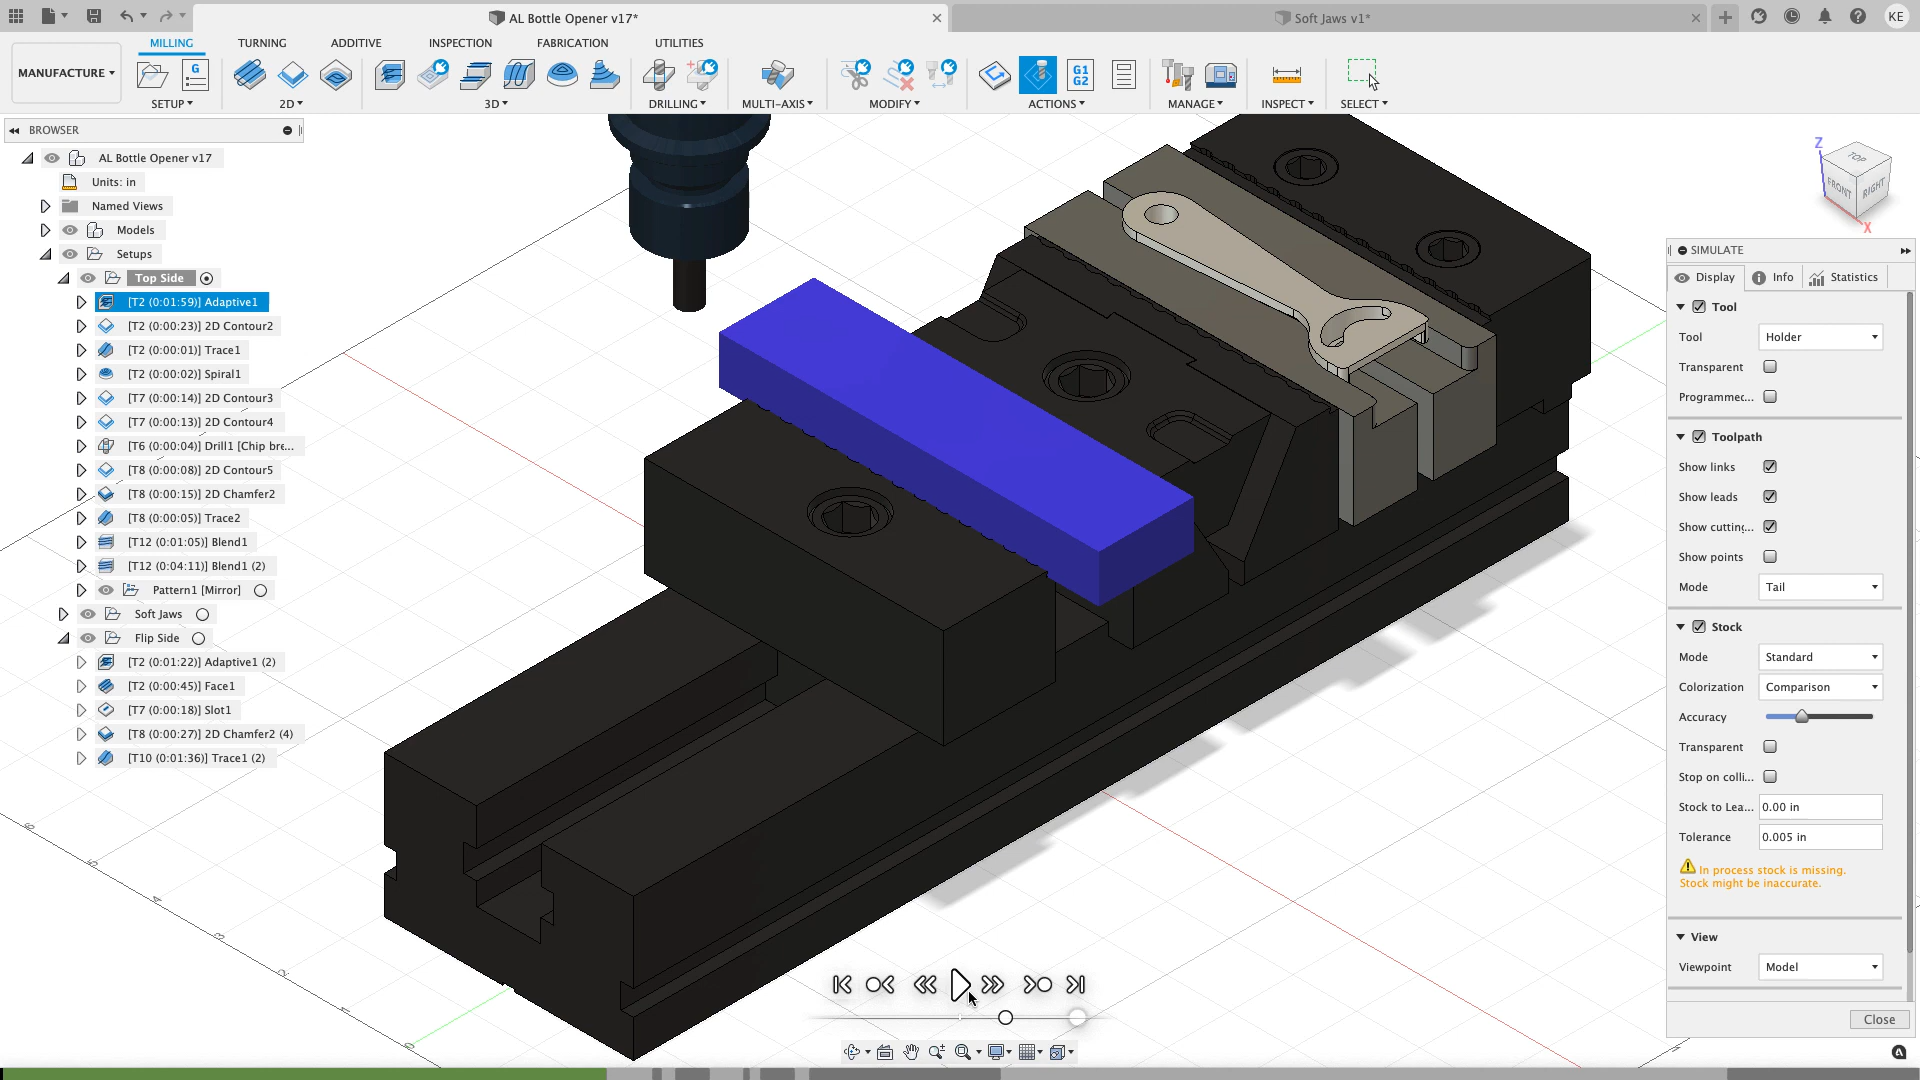 AL Bottle Opener v17*
Soft Jaws v1*
KE
MANUFACTURE
MILLING
TURNING
ADDITIVE
INSPECTION
FABRICATION
UTILITIES
G
G1
G2
SETUP
2D
3D
DRILLING
MULTI-AXIS
MODIFY
ACTIONS
MANAGE
INSPECT
SELECT
BROWSER
AL Bottle Opener v17
Units: in
Named Views
Models
Setups
Top Side
[T2 (0:01:59)] Adaptive1
[T2 (0:00:23)] 2D Contour2
[T2 (0:00:01)] Trace1
[T2 (0:00:02)] Spiral1
[T7 (0:00:14)] 2D Contour3
[T7 (0:00:13)] 2D Contour4
[T6 (0:00:04)] Drill1 [Chip bre...
[T8 (0:00:08)] 2D Contour5
[T8 (0:00:15)] 2D Chamfer2
[T8 (0:00:05)] Trace2
[T12 (0:01:05)] Blend1
[T12 (0:04:11)] Blend1 (2)
Pattern1 [Mirror]
Soft Jaws
Flip Side
[T2 (0:01:22)] Adaptive1 (2)
[T2 (0:00:45)] Face1
[T7 (0:00:18)] Slot1
[T8 (0:00:27)] 2D Chamfer2 (4)
[T10 (0:01:36)] Trace1 (2)
Z
TOP
FRONT
RIGHT
X
SIMULATE
Display
Info
Statistics
Tool
Tool Holder
Transparent
Programmec...
Toolpath
Show links
Show leads
Show cutting...
Show points
Mode Tail
Stock
Mode Standard
Colorization Comparison
Accuracy
Transparent
Stop on colli...
Stock to Lea... 0.00 in
Tolerance 0.005 in
In process stock is missing.
Stock might be inaccurate.
View
Viewpoint Model
Close
6
5
4
3
2
1
0